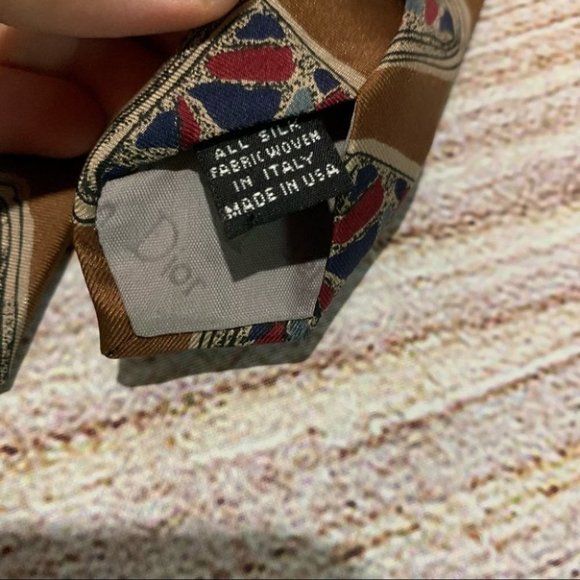 ALL SILK
FABRIC WOVEN
IN ITALY
MADE IN USA
Dior